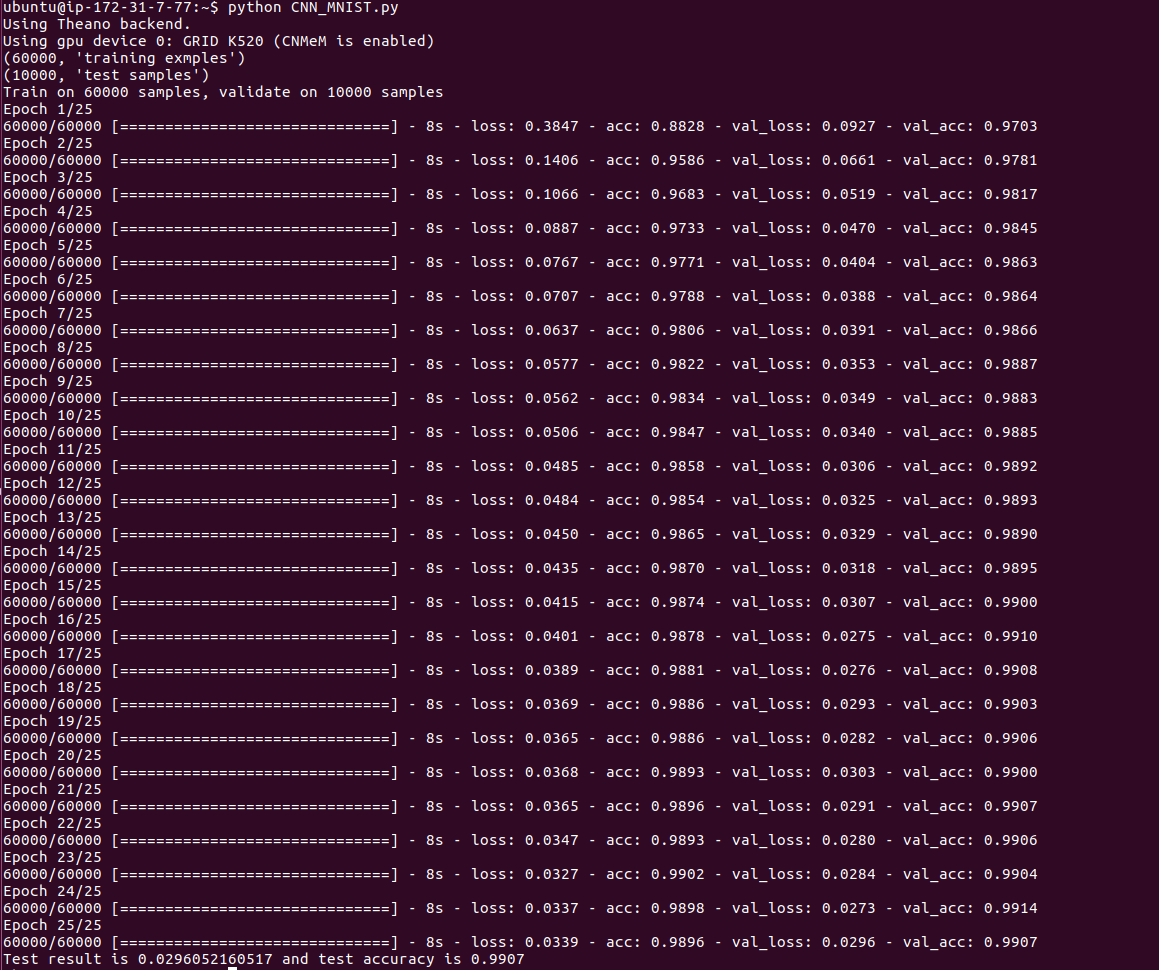 ubuntu@ip-172-31-7-77:~$ python CNN_MNIST.py
Using Theano backend.
Using gpu device 0: GRID K520 (CNMeM is enabled)
(60000, 'training exmples')
(10000, 'test samples')
Train on 60000 samples, validate on 10000 samples
Epoch 1/25
60000/60000 [==============================] - 8s - loss: 0.3847 - acc: 0.8828 - val_loss: 0.0927 - val_acc: 0.9703
Epoch 2/25
60000/60000 [==============================] - 8s - loss: 0.1406 - acc: 0.9586 - val_loss: 0.0661 - val_acc: 0.9781
Epoch 3/25
60000/60000 [==============================] - 8s - loss: 0.1066 - acc: 0.9683 - val_loss: 0.0519 - val_acc: 0.9817
Epoch 4/25
60000/60000 [==============================] - 8s - loss: 0.0887 - acc: 0.9733 - val_loss: 0.0470 - val_acc: 0.9845
Epoch 5/25
60000/60000 [==============================] - 8s - loss: 0.0767 - acc: 0.9771 - val_loss: 0.0404 - val_acc: 0.9863
Epoch 6/25
60000/60000 [==============================] - 8s - loss: 0.0707 - acc: 0.9788 - val_loss: 0.0388 - val_acc: 0.9864
Epoch 7/25
60000/60000 [==============================] - 8s - loss: 0.0637 - acc: 0.9806 - val_loss: 0.0391 - val_acc: 0.9866
Epoch 8/25
60000/60000 [==============================] - 8s - loss: 0.0577 - acc: 0.9822 - val_loss: 0.0353 - val_acc: 0.9887
Epoch 9/25
60000/60000 [==============================] - 8s - loss: 0.0562 - acc: 0.9834 - val_loss: 0.0349 - val_acc: 0.9883
Epoch 10/25
60000/60000 [==============================] - 8s - loss: 0.0506 - acc: 0.9847 - val_loss: 0.0340 - val_acc: 0.9885
Epoch 11/25
60000/60000 [==============================] - 8s - loss: 0.0485 - acc: 0.9858 - val_loss: 0.0306 - val_acc: 0.9892
Epoch 12/25
60000/60000 [==============================] - 8s - loss: 0.0484 - acc: 0.9854 - val_loss: 0.0325 - val_acc: 0.9893
Epoch 13/25
60000/60000 [==============================] - 8s - loss: 0.0450 - acc: 0.9865 - val_loss: 0.0329 - val_acc: 0.9890
Epoch 14/25
60000/60000 [==============================] - 8s - loss: 0.0435 - acc: 0.9870 - val_loss: 0.0318 - val_acc: 0.9895
Epoch 15/25
60000/60000 [==============================] - 8s - loss: 0.0415 - acc: 0.9874 - val_loss: 0.0307 - val_acc: 0.9900
Epoch 16/25
60000/60000 [==============================] - 8s - loss: 0.0401 - acc: 0.9878 - val_loss: 0.0275 - val_acc: 0.9910
Epoch 17/25
60000/60000 [==============================] - 8s - loss: 0.0389 - acc: 0.9881 - val_loss: 0.0276 - val_acc: 0.9908
Epoch 18/25
60000/60000 [==============================] - 8s - loss: 0.0369 - acc: 0.9886 - val_loss: 0.0293 - val_acc: 0.9903
Epoch 19/25
60000/60000 [==============================] - 8s - loss: 0.0365 - acc: 0.9886 - val_loss: 0.0282 - val_acc: 0.9906
Epoch 20/25
60000/60000 [==============================] - 8s - loss: 0.0368 - acc: 0.9893 - val_loss: 0.0303 - val_acc: 0.9900
Epoch 21/25
60000/60000 [==============================] - 8s - loss: 0.0365 - acc: 0.9896 - val_loss: 0.0291 - val_acc: 0.9907
Epoch 22/25
60000/60000 [==============================] - 8s - loss: 0.0347 - acc: 0.9893 - val_loss: 0.0280 - val_acc: 0.9906
Epoch 23/25
60000/60000 [==============================] - 8s - loss: 0.0327 - acc: 0.9902 - val_loss: 0.0284 - val_acc: 0.9904
Epoch 24/25
60000/60000 [==============================] - 8s - loss: 0.0337 - acc: 0.9898 - val_loss: 0.0273 - val_acc: 0.9914
Epoch 25/25
60000/60000 [==============================] - 8s - loss: 0.0339 - acc: 0.9896 - val_loss: 0.0296 - val_acc: 0.9907
Test result is 0.0296052160517 and test accuracy is 0.9907